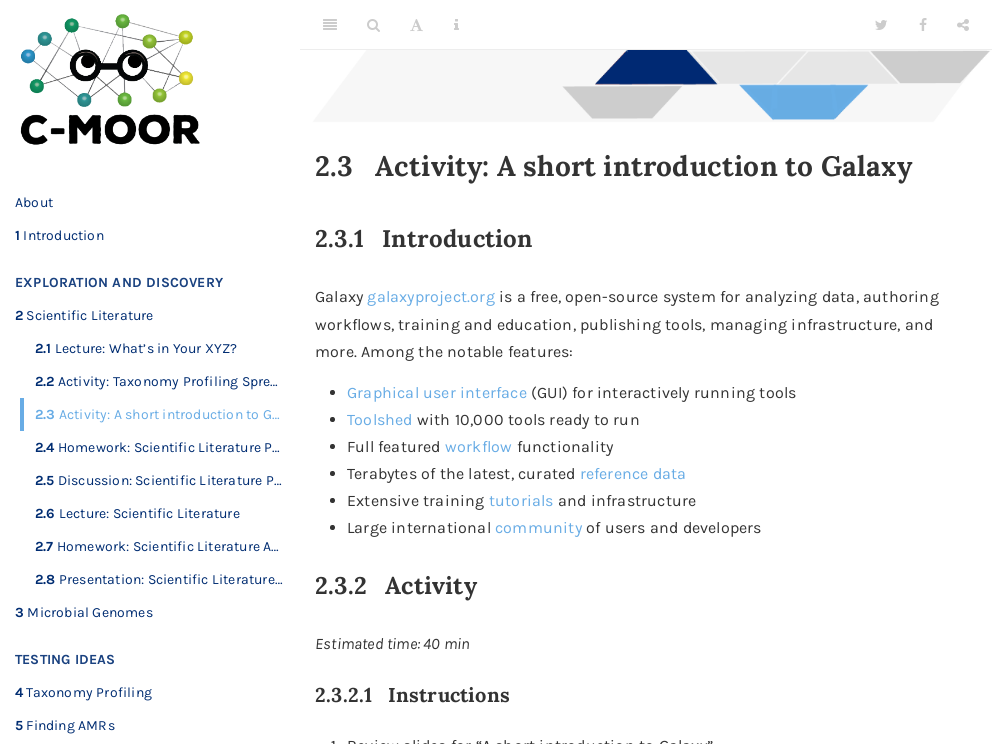 C-MOOR
About
1 Introduction
EXPLORATION AND DISCOVERY
2 Scientific Literature
2.1 Lecture: What's in Your XYZ?
2.2 Activity: Taxonomy Profiling Spre...
2.3 Activity: A short introduction to G...
2.4 Homework: Scientific Literature P...
2.5 Discussion: Scientific Literature P...
2.6 Lecture: Scientific Literature
2.7 Homework: Scientific Literature A...
2.8 Presentation: Scientific Literature...
3 Microbial Genomes
TESTING IDEAS
4 Taxonomy Profiling
5 Finding AMRs
2.3 Activity: A short introduction to Galaxy
2.3.1 Introduction
Galaxy galaxyproject.org is a free, open-source system for analyzing data, authoring
workflows, training and education, publishing tools, managing infrastructure, and
more. Among the notable features:
• Graphical user interface (GUI) for interactively running tools
• Toolshed with 10,000 tools ready to run
• Full featured workflow functionality
• Terabytes of the latest, curated reference data
• Extensive training tutorials and infrastructure
• Large international community of users and developers
2.3.2 Activity
Estimated time: 40 min
2.3.2.1 Instructions
1. Review slides for “A short introduction to Galaxy”